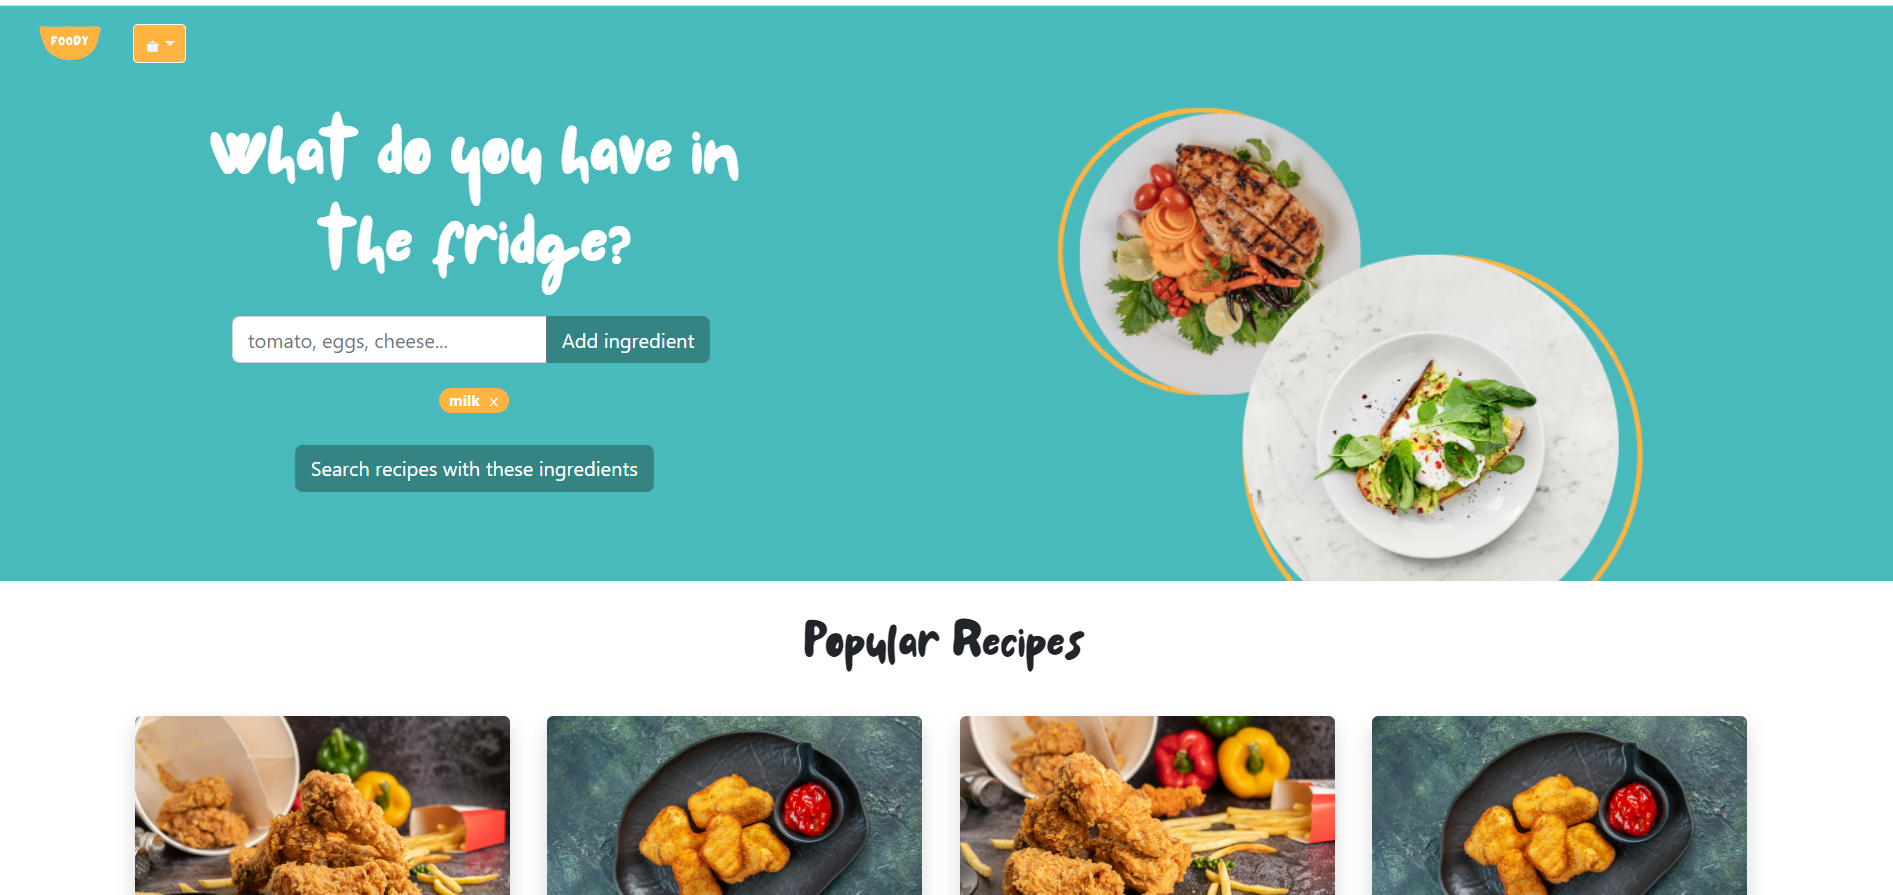 FOODY
What do you have in
the fridge?
tomato, eggs, cheese...
Add ingredient
milk x
Search recipes with these ingredients
Popular Recipes